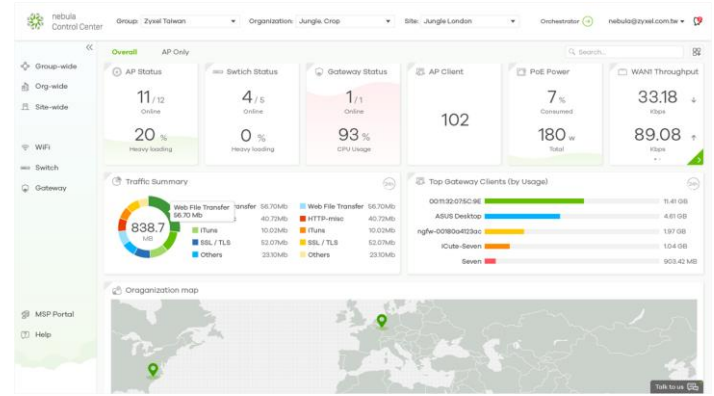 nebula
Control Center
Group: Zyxel Taiwan
Organization: Jungle. Crop
Site: Jungle London
Orchestrator
nebula@zyxel.com.tw
Group-wide
Org-wide
Site-wide
WiFi
Switch
Gateway
MSP Portal
Help
Overall
AP Only
Search...
AP Status
11 / 12
Online
20 %
Heavy loading
Swtich Status
4 / 5
Online
0 %
Heavy loading
Gateway Status
1 / 1
Online
93 %
CPU Usage
AP Client
102
PoE Power
7 %
Consumed
180 w
Total
WAN1 Throughput
33.18
Kbps
89.08
Kbps
Traffic Summary
838.7
MB
Web File Transfer
56.70 Mb
ansfer 56.70Mb
40.72Mb
ITuns 10.02Mb
SSL / TLS 52.07Mb
Others 23.10Mb
Web File Transfer 56.70Mb
HTTP-misc 40.72Mb
ITuns 10.02Mb
SSL / TLS 52.07Mb
Others 23.10Mb
Top Gateway Clients (by Usage)
00:11:32:07:5C:9E 11.41 GB
ASUS Desktop 4.61 GB
ngfw-00180a4123ac 1.97 GB
ICute-Seven 1.04 GB
Seven 903.42 MB
Oraganization map
Talk to us